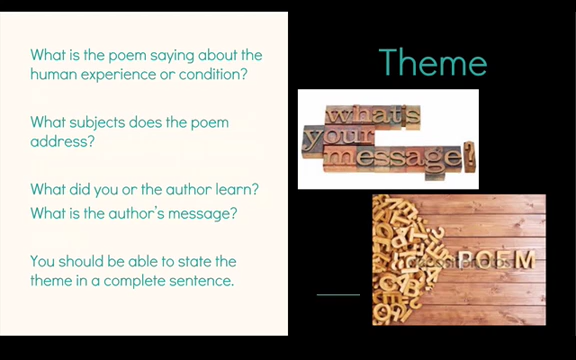 What is the poem saying about the
human experience or condition?
What subjects does the poem
address?
What did you or the author learn?
What is the author's message?
You should be able to state the
theme in a complete sentence.
Theme
what's
your
message?
POEM